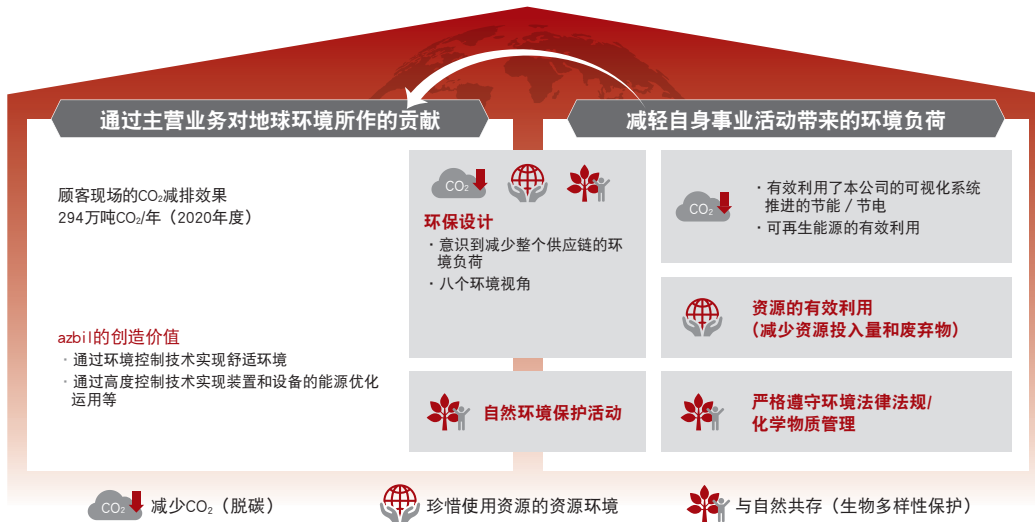 通过主营业务对地球环境所作的贡献
减轻自身事业活动带来的环境负荷
顾客现场的CO₂减排效果
294万吨CO₂/年（2020年度）
azbil的创造价值
· 通过环境控制技术实现舒适环境
· 通过高度控制技术实现装置和设备的能源优化
运用等
CO₂
环保设计
· 意识到减少整个供应链的环
境负荷
· 八个环境视角
自然环境保护活动
CO₂
· 有效利用了本公司的可视化系统
推进的节能 / 节电
· 可再生能源的有效利用
资源的有效利用
（减少资源投入量和废弃物）
严格遵守环境法律法规/
化学物质管理
CO₂ 减少CO₂（脱碳）
珍惜使用资源的资源环境
与自然共存（生物多样性保护）